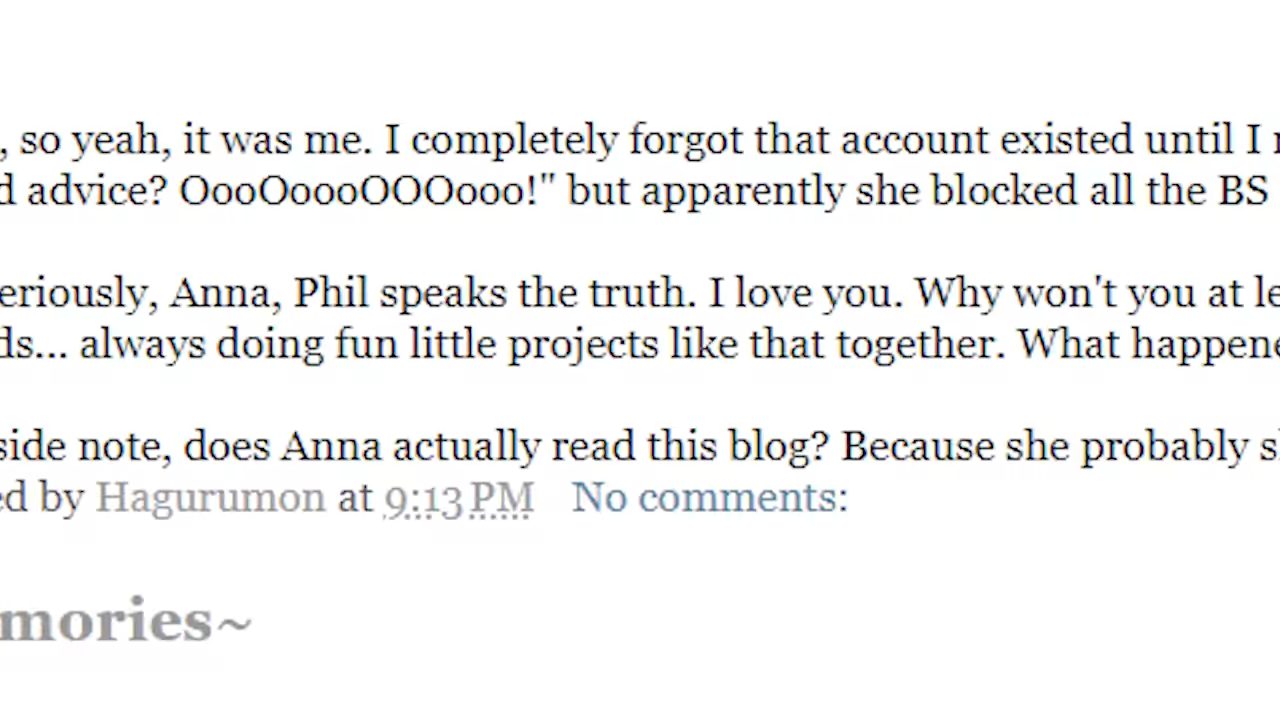 , so yeah, it was me. I completely forgot that account existed until I
advice? OooOoooOOOooo!" but apparently she blocked all the BS
eriously, Anna, Phil speaks the truth. I love you. Why won't you at le
ds... always doing fun little projects like that together. What happene
side note, does Anna actually read this blog? Because she probably s
ed by Hagurumon at 9:13 PM No comments:
mories~